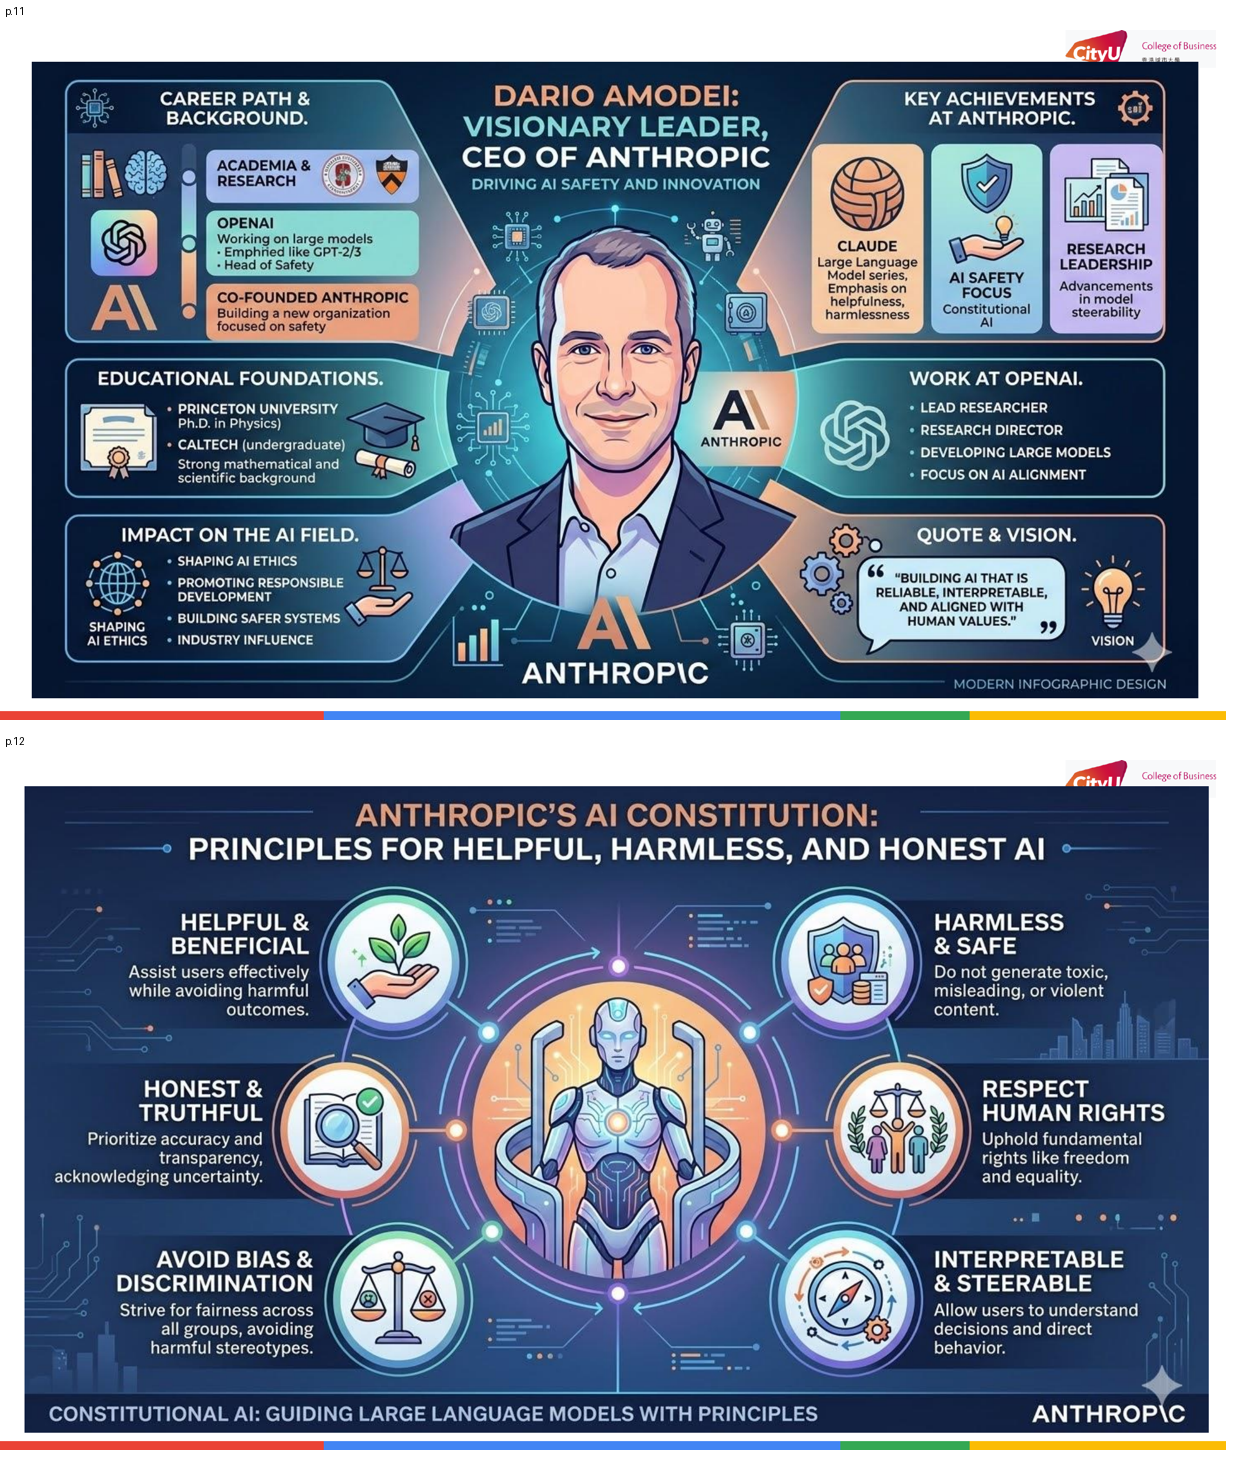 p.11
CityU
College of Business
CAREER PATH &
BACKGROUND.
ACADEMIA &
RESEARCH
OPENAI
Working on large models
• Emphried like GPT-2/3
• Head of Safety
CO-FOUNDED ANTHROPIC
Building a new organization
focused on safety
DARIO AMODEI:
VISIONARY LEADER,
CEO OF ANTHROPIC
DRIVING AI SAFETY AND INNOVATION
KEY ACHIEVEMENTS
AT ANTHROPIC.
CLAUDE
Large Language
Model series,
Emphasis on
helpfulness,
harmlessness
AI SAFETY
FOCUS
Constitutional
AI
RESEARCH
LEADERSHIP
Advancements
in model
steerability
EDUCATIONAL FOUNDATIONS.
• PRINCETON UNIVERSITY
Ph.D. in Physics)
• CALTECH (undergraduate)
Strong mathematical and
scientific background
AI
ANTHROPIC
WORK AT OPENAI.
• LEAD RESEARCHER
• RESEARCH DIRECTOR
• DEVELOPING LARGE MODELS
• FOCUS ON AI ALIGNMENT
IMPACT ON THE AI FIELD.
SHAPING
AI ETHICS
• SHAPING AI ETHICS
• PROMOTING RESPONSIBLE
DEVELOPMENT
• BUILDING SAFER SYSTEMS
• INDUSTRY INFLUENCE
ANTHROP\C
QUOTE & VISION.
"BUILDING AI THAT IS
RELIABLE, INTERPRETABLE,
AND ALIGNED WITH
HUMAN VALUES."
VISION
MODERN INFOGRAPHIC DESIGN
p.12
CityU
College of Business
ANTHROPIC'S AI CONSTITUTION:
PRINCIPLES FOR HELPFUL, HARMLESS, AND HONEST AI
HELPFUL &
BENEFICIAL
Assist users effectively
while avoiding harmful
outcomes.
HARMLESS
& SAFE
Do not generate toxic,
misleading, or violent
content.
HONEST &
TRUTHFUL
Prioritize accuracy and
transparency,
acknowledging uncertainty.
RESPECT
HUMAN RIGHTS
Uphold fundamental
rights like freedom
and equality.
AVOID BIAS &
DISCRIMINATION
Strive for fairness across
all groups, avoiding
harmful stereotypes.
INTERPRETABLE
& STEERABLE
Allow users to understand
decisions and direct
behavior.
CONSTITUTIONAL AI: GUIDING LARGE LANGUAGE MODELS WITH PRINCIPLES
ANTHROP\C